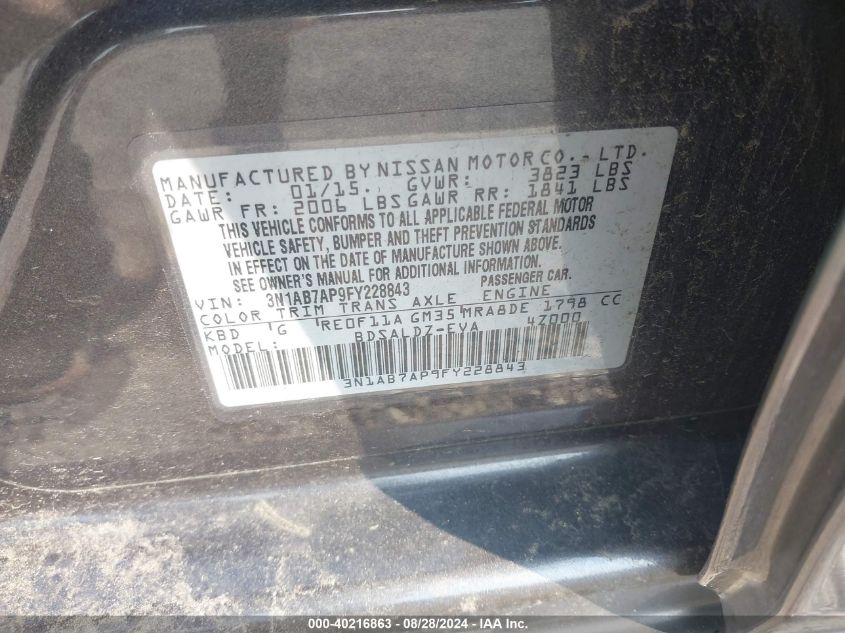 MANUFACTURED BY NISSAN MOTOR CO., LTD.
DATE: 01/15. GVWR: 3823 LBS
GAWR FR: 2006 LBS GAWR RR: 1841 LBS
THIS VEHICLE CONFORMS TO ALL APPLICABLE FEDERAL MOTOR
VEHICLE SAFETY, BUMPER AND THEFT PREVENTION STANDARDS
IN EFFECT ON THE DATE OF MANUFACTURE SHOWN ABOVE.
SEE OWNER'S MANUAL FOR ADDITIONAL INFORMATION.
VIN: 3N1AB7AP9FY228843 PASSENGER CAR.
COLOR TRIM TRANS AXLE ENGINE
KBD G RE0F11A GM35 MRA8DE 1798 CC
MODEL: BDSALDZ-EVA 4Z000
3N1AB7AP9FY228843
000-40216863 - 08/28/2024 - IAA Inc.